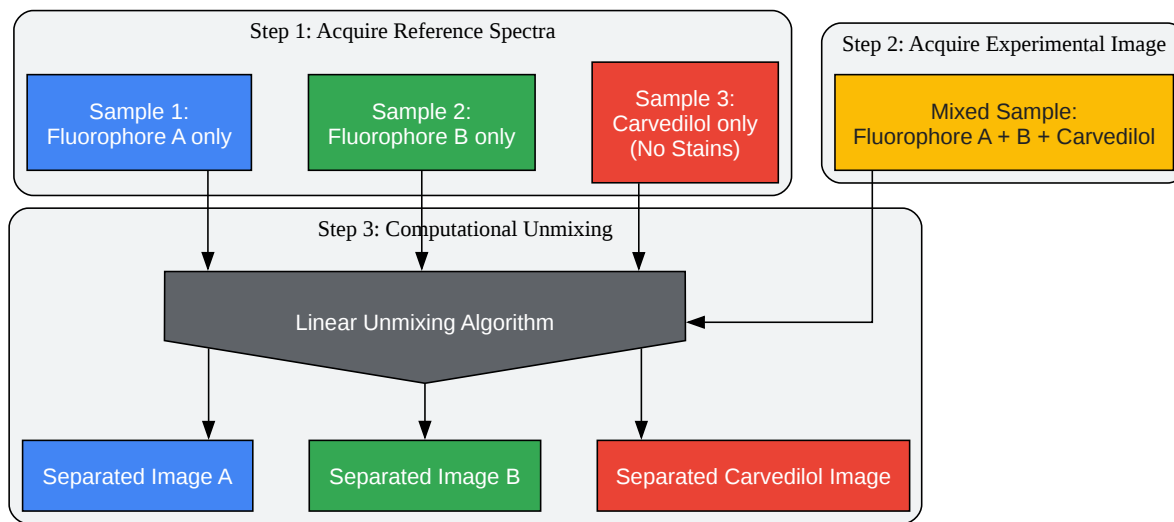 Step 1: Acquire Reference Spectra
Sample 1:
Fluorophore A only
Sample 2:
Fluorophore B only
Sample 3:
Carvedilol only
(No Stains)
Step 2: Acquire Experimental Image
Mixed Sample:
Fluorophore A + B + Carvedilol
Step 3: Computational Unmixing
Linear Unmixing Algorithm
Separated Image A
Separated Image B
Separated Carvedilol Image